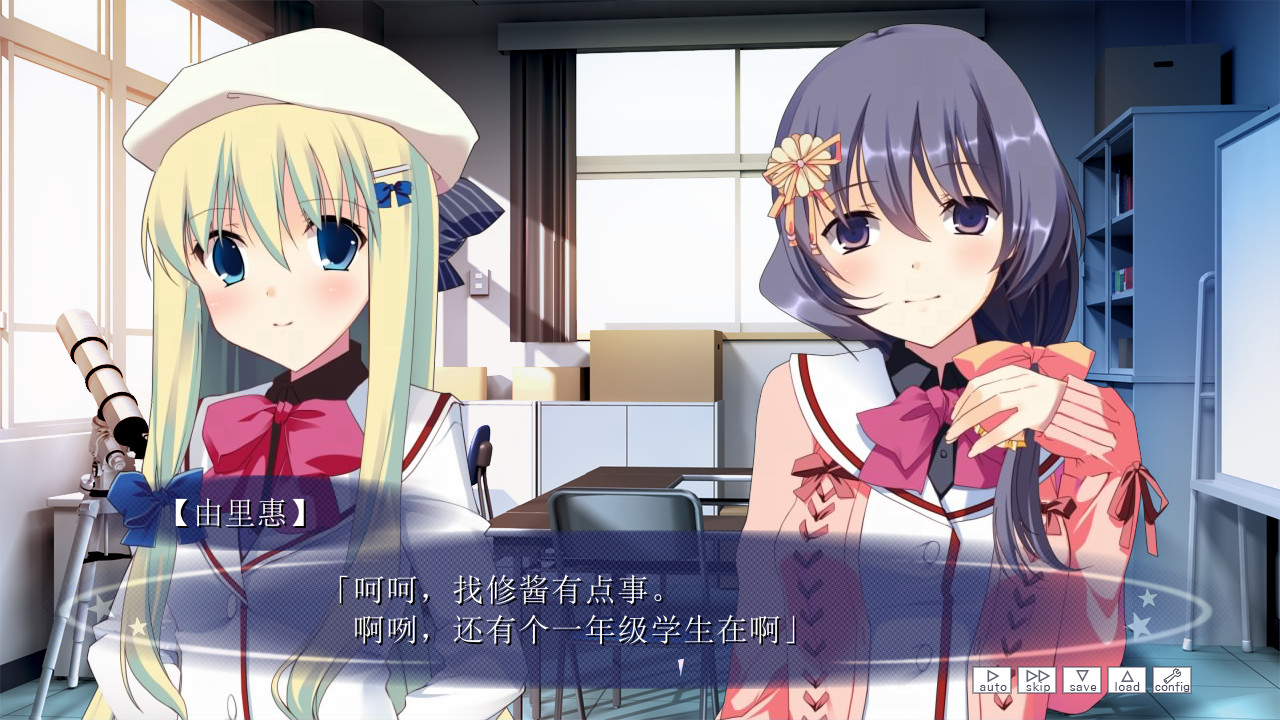 【由里惠】
「呵呵，找修酱有点事。
啊咧，还有个一年级学生在啊」
auto
skip
save
load
config